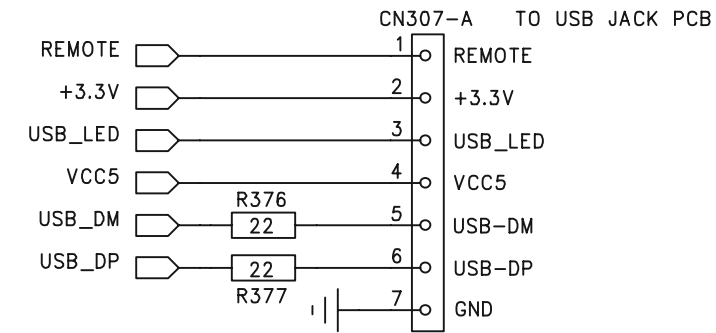 CN307-A TO USB JACK PCB
REMOTE 1 REMOTE
+3.3V 2 +3.3V
USB_LED 3 USB_LED
VCC5 4 VCC5
R376
USB_DM 22 5 USB-DM
USB_DP 22 6 USB-DP
R377
7 GND